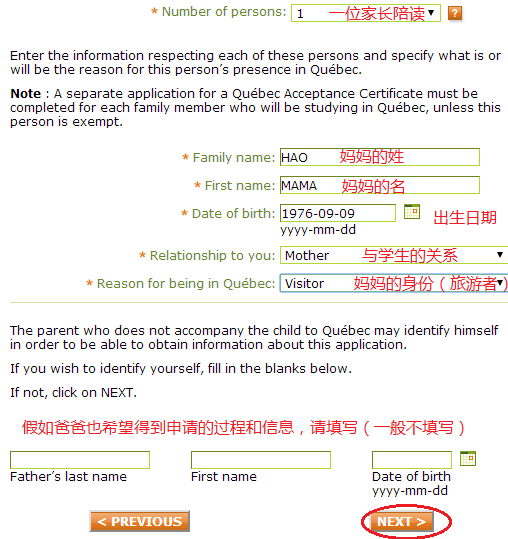 * Number of persons: 1 一位家长陪读 ?
Enter the information respecting each of these persons and specify what is or
will be the reason for this person's presence in Québec.
Note : A separate application for a Québec Acceptance Certificate must be
completed for each family member who will be studying in Québec, unless this
person is exempt.
* Family name: HAO 妈妈的姓
* First name: MAMA 妈妈的名
* Date of birth: 1976-09-09 出生日期
yyyy-mm-dd
* Relationship to you: Mother 与学生的关系
* Reason for being in Québec: Visitor 妈妈的身份（旅游者）
The parent who does not accompany the child to Québec may identify himself
in order to be able to obtain information about this application.
If you wish to identify yourself, fill in the blanks below.
If not, click on NEXT.
假如爸爸也希望得到申请的过程和信息，请填写（一般不填写）
Father's last name First name Date of birth
yyyy-mm-dd
< PREVIOUS NEXT >